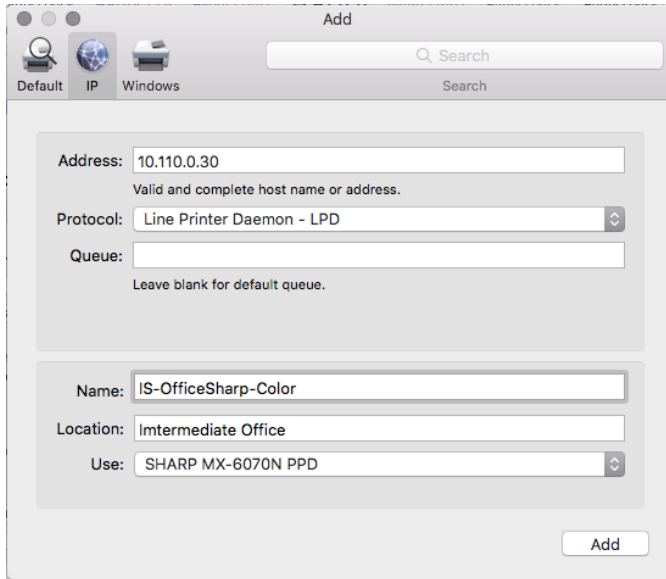 Add
Default IP Windows
Search
Search
Address: 10.110.0.30
Valid and complete host name or address.
Protocol: Line Printer Daemon - LPD
Queue:
Leave blank for default queue.
Name: IS-OfficeSharp-Color
Location: Imtermediate Office
Use: SHARP MX-6070N PPD
Add